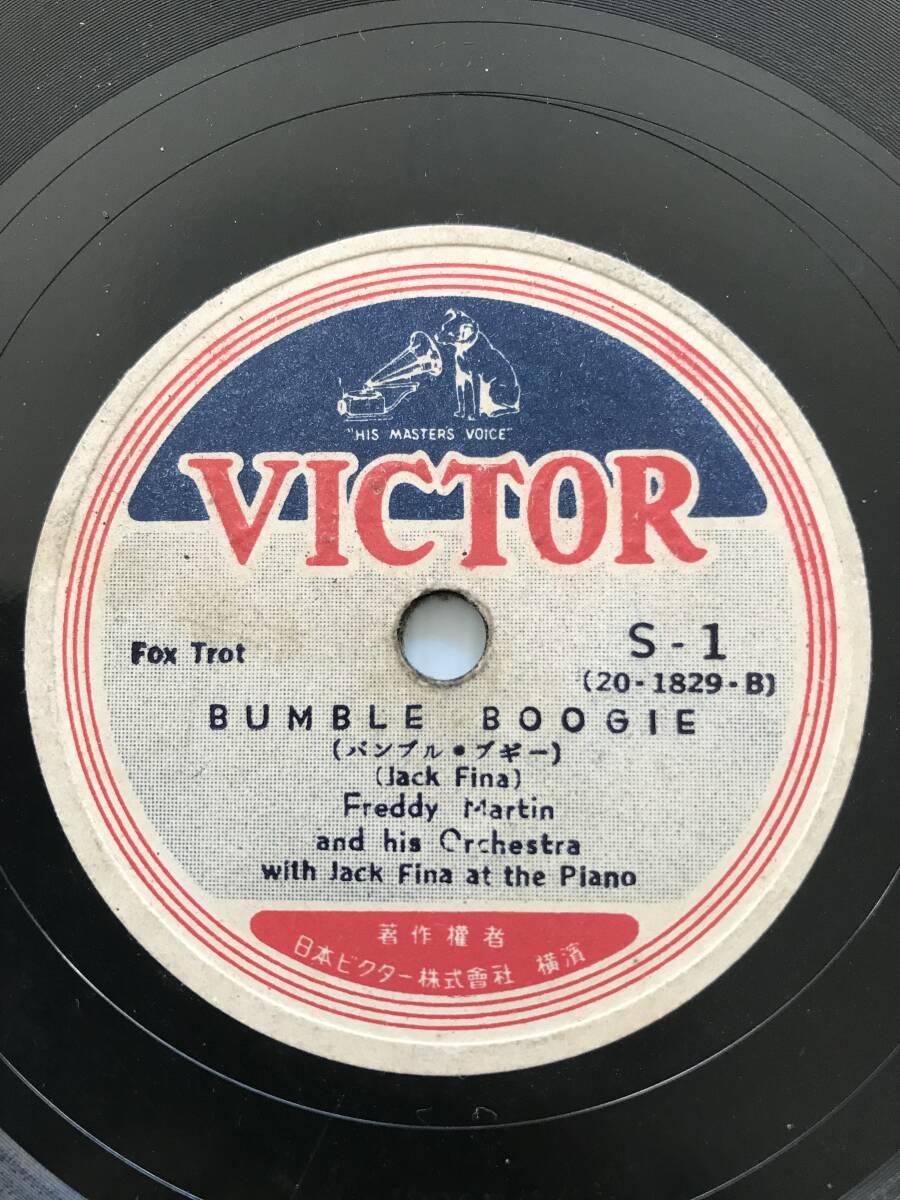 "HIS MASTERS VOICE"
VICTOR
Fox Trot
S-1
(20-1829-B)
BUMBLE BOOGIE
(バンブル・ブギー)
(Jack Fina)
Freddy Martin
and his Orchestra
with Jack Fina at the Piano
著作權者
日本ビクター株式會社 横濱